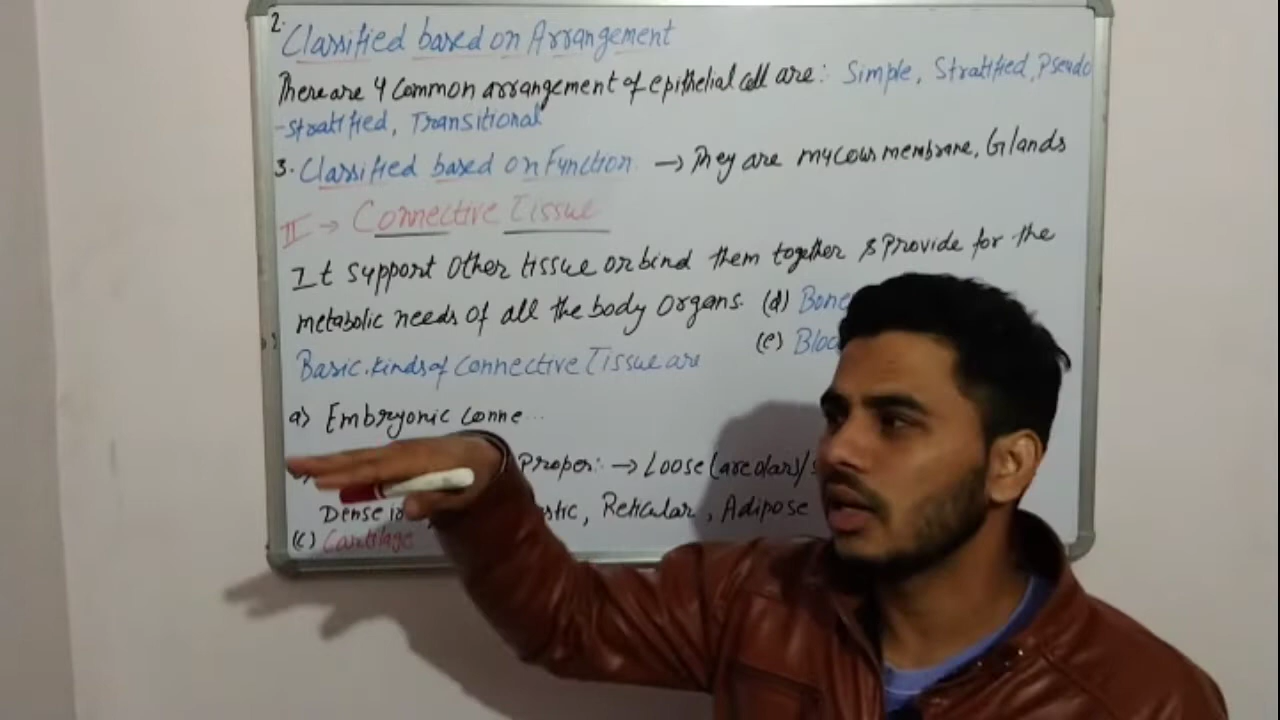 2.
Classified based on Arrangement
There are 4 Common arrangement of epithelial cell are: Simple, Stratified, Pseudo
-stratified, Transitional
3. Classified based on Function → They are mucous membrane, Glands
II → Connective Tissue
It support Other tissue or bind them together & Provide for the
metabolic needs of all the body organs. (d) Bone
Basic kinds of Connective Tissue are (e)
a) Embryonic Conne...
Proper: → Loose (areolar)/
Dense Reticular, Adipose
(c) Cartilage